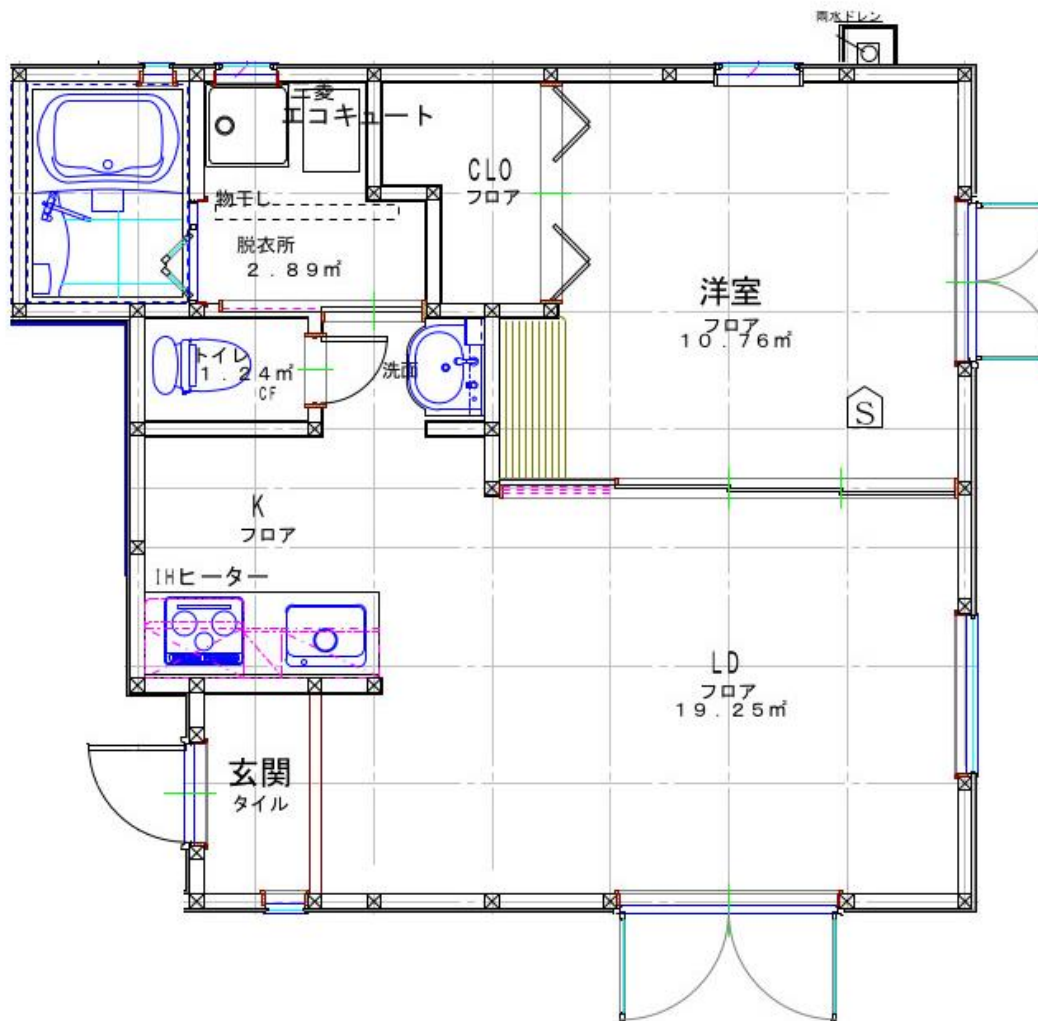 雨水ドレン
三菱
エコキュート
CLO
フロア
物干し
脱衣所
2.89㎡
洋室
フロア
10.76㎡
トイレ
1.24㎡
CF
洗面
S
K
フロア
IHヒーター
LD
フロア
19.25㎡
玄関
タイル